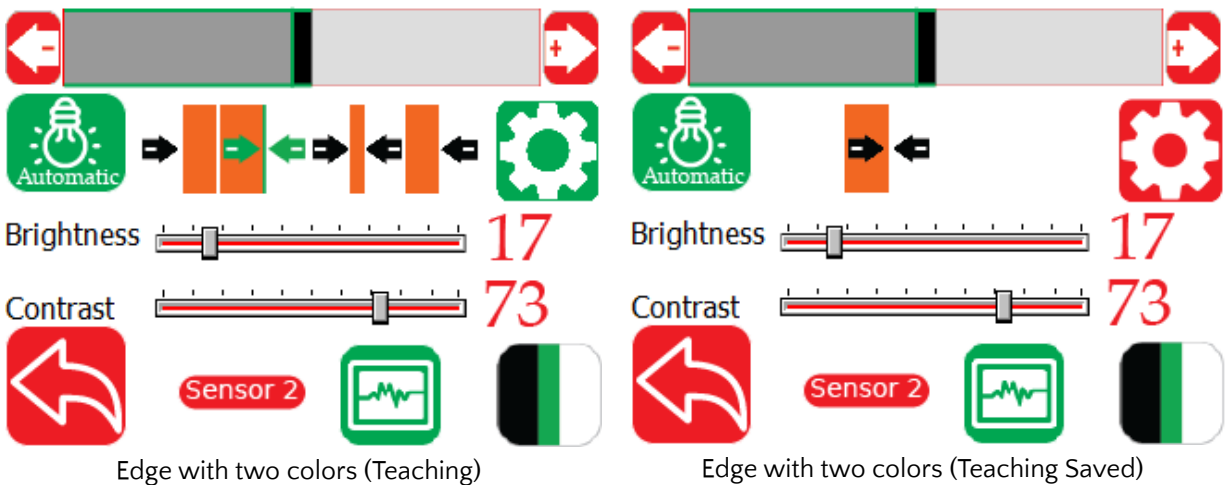 - +
- +
Automatic
Automatic
Brightness 17
Brightness 17
Contrast 73
Contrast 73
Sensor 2
Sensor 2
Edge with two colors (Teaching)
Edge with two colors (Teaching Saved)